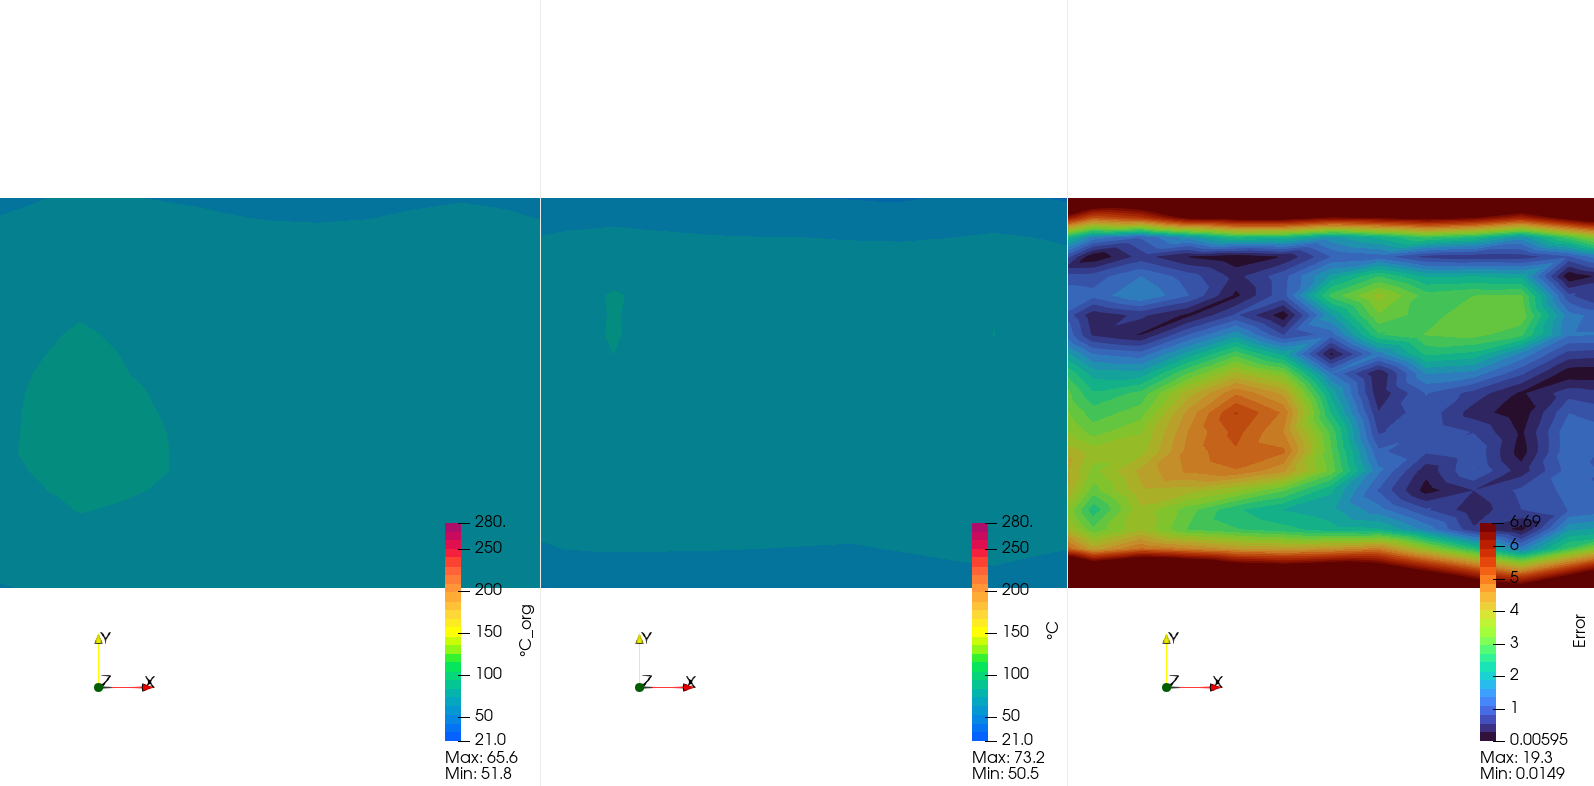 280.
250
200
150
100
50
21.0
°C_org
Max: 65.6
Min: 51.8
Y
Z
X
280.
250
200
150
100
50
21.0
°C
Max: 73.2
Min: 50.5
Y
Z
X
6.69
6
5
4
3
2
1
0.00595
Error
Max: 19.3
Min: 0.0149
Y
Z
X